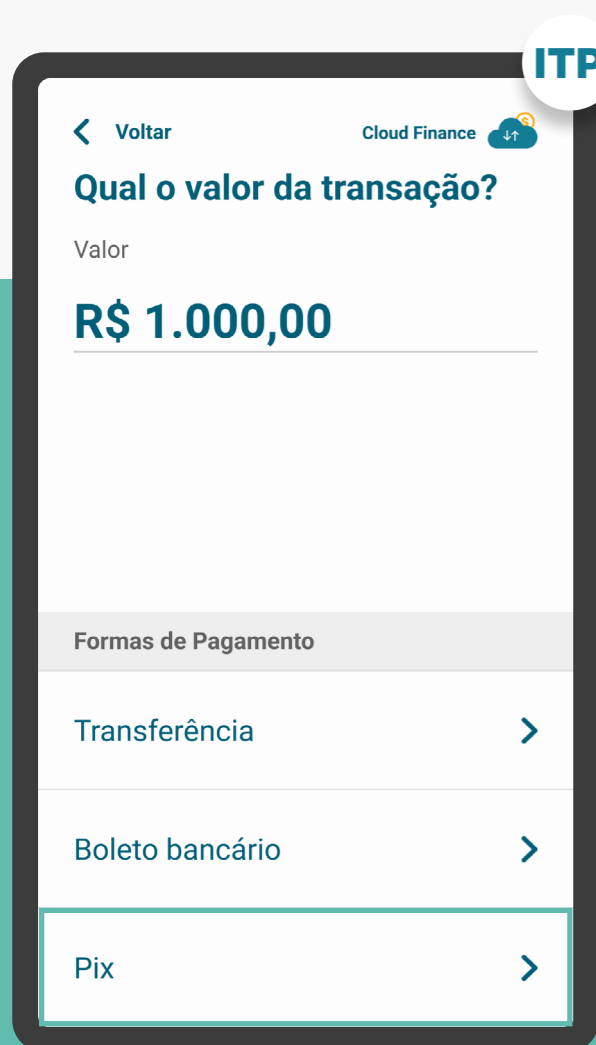 ITP
Voltar
Cloud Finance
$
Qual o valor da transação?
Valor
R$ 1.000,00
Formas de Pagamento
Transferência
Boleto bancário
Pix